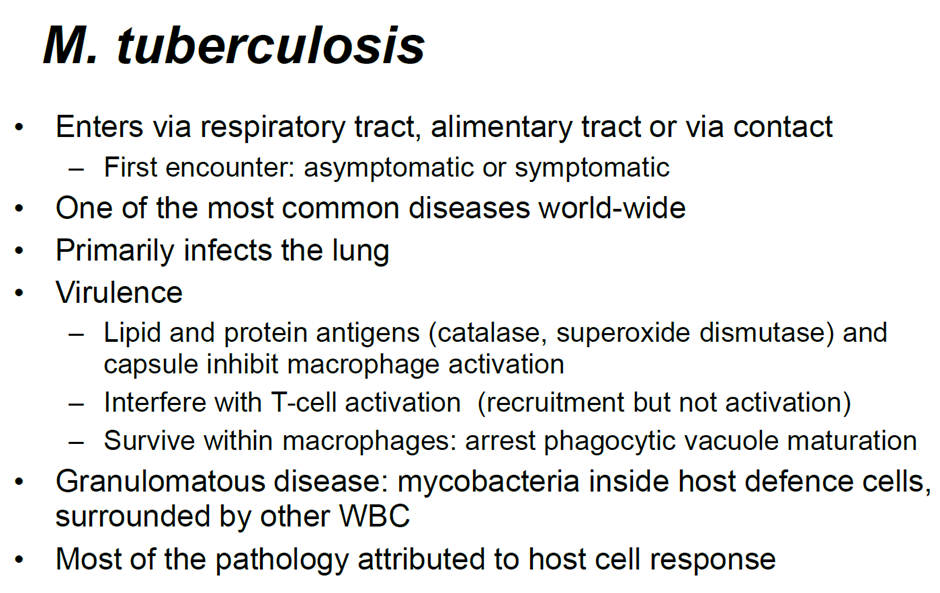 M. tuberculosis
• Enters via respiratory tract, alimentary tract or via contact
– First encounter: asymptomatic or symptomatic
• One of the most common diseases world-wide
• Primarily infects the lung
• Virulence
– Lipid and protein antigens (catalase, superoxide dismutase) and
capsule inhibit macrophage activation
– Interfere with T-cell activation (recruitment but not activation)
– Survive within macrophages: arrest phagocytic vacuole maturation
• Granulomatous disease: mycobacteria inside host defence cells,
surrounded by other WBC
• Most of the pathology attributed to host cell response